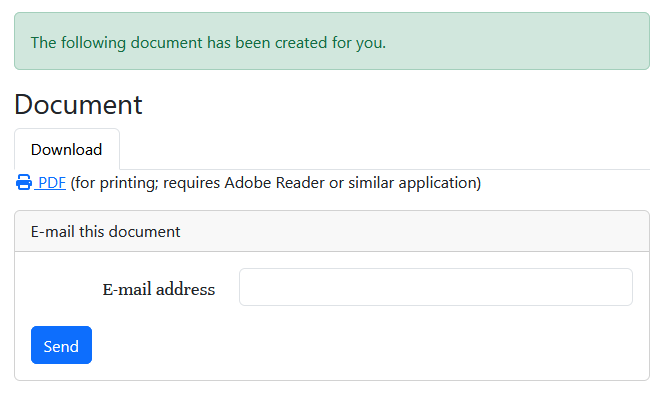 The following document has been created for you.
Document
Download
PDF (for printing; requires Adobe Reader or similar application)
E-mail this document
E-mail address
Send